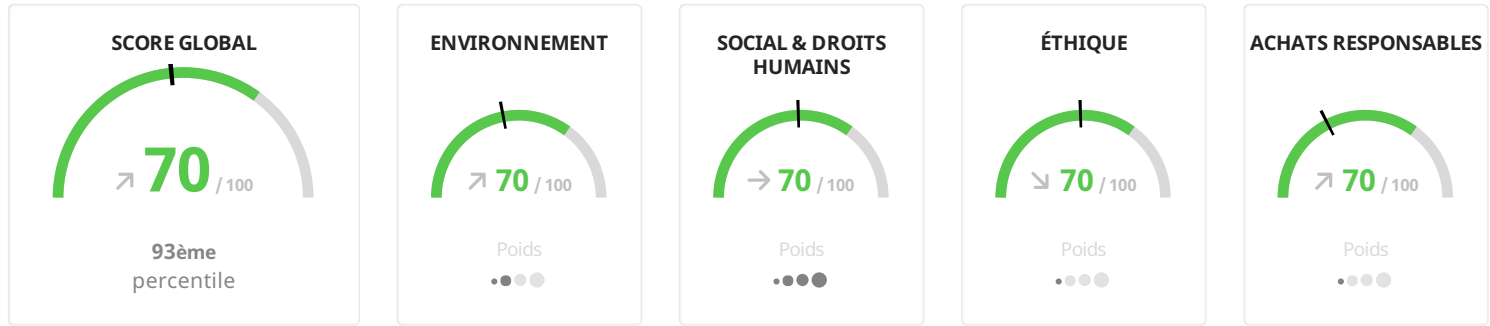 SCORE GLOBAL
70 / 100
93ème
percentile
ENVIRONNEMENT
70 / 100
Poids
SOCIAL & DROITS
HUMAINS
70 / 100
Poids
ÉTHIQUE
70 / 100
Poids
ACHATS RESPONSABLES
70 / 100
Poids